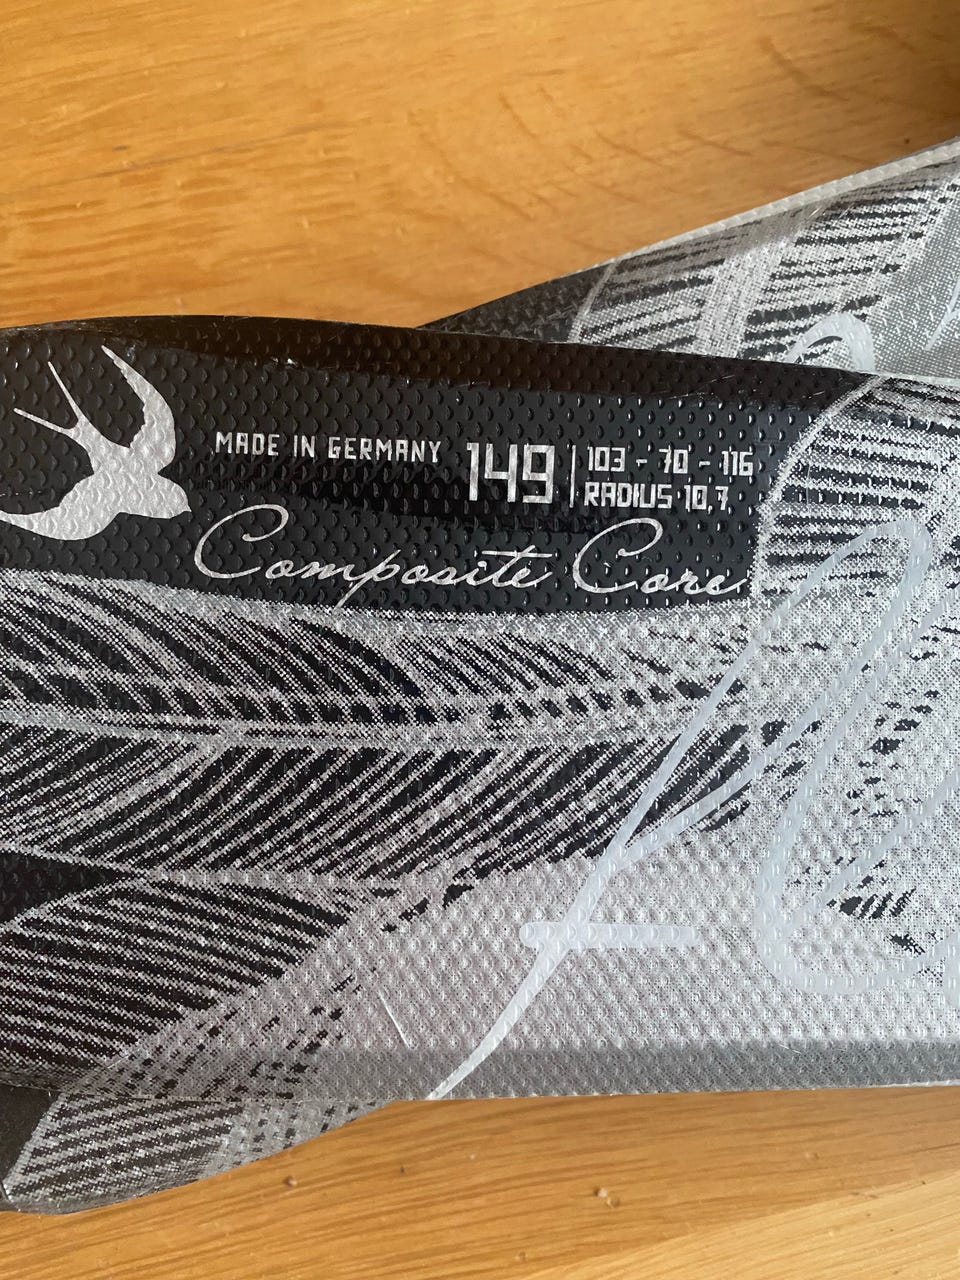 MADE IN GERMANY
149
103 - 70 - 116
RADIUS 10,7
Composite Core